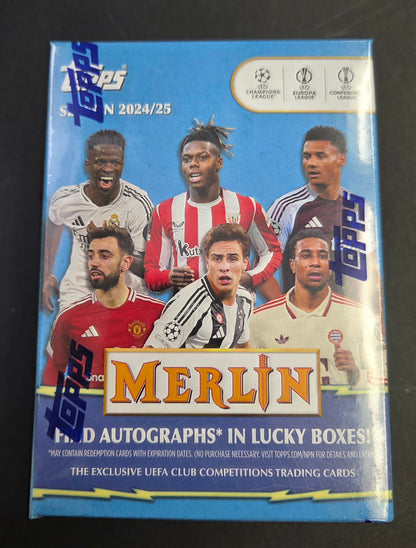 topps
SEASON 2024/25
CHAMPIONS LEAGUE
EUROPA LEAGUE
CONFERENCE LEAGUE
topps
topps
topps
Kutxa
MERLIN
FIND AUTOGRAPHS* IN LUCKY BOXES!
*MAY CONTAIN REDEMPTION CARDS WITH EXPIRATION DATES. (NO PURCHASE NECESSARY. VISIT TOPPS.COM/NPN FOR DETAILS AND ENTRY
THE EXCLUSIVE UEFA CLUB COMPETITIONS TRADING CARDS